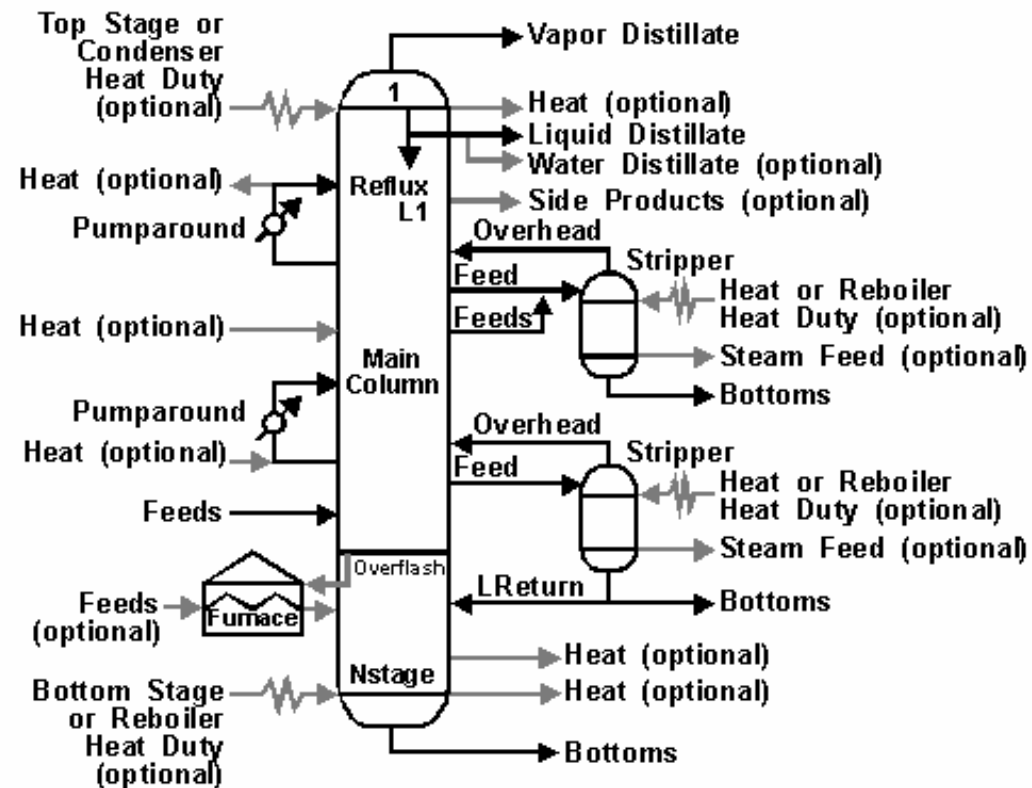 Top Stage or
Condenser
Heat Duty
(optional)
Vapor Distillate
1
Heat (optional)
Liquid Distillate
Water Distillate (optional)
Heat (optional)
Reflux
L1
Side Products (optional)
Pumparound
Overhead
Stripper
Feed
Heat or Reboiler
Heat Duty (optional)
Feeds
Heat (optional)
Steam Feed (optional)
Main
Column
Bottoms
Pumparound
Overhead
Stripper
Heat (optional)
Feed
Heat or Reboiler
Heat Duty (optional)
Feeds
Steam Feed (optional)
Overflash
LReturn
Bottoms
Feeds
(optional)
Furnace
Heat (optional)
Nstage
Heat (optional)
Bottom Stage
or Reboiler
Heat Duty
(optional)
Bottoms